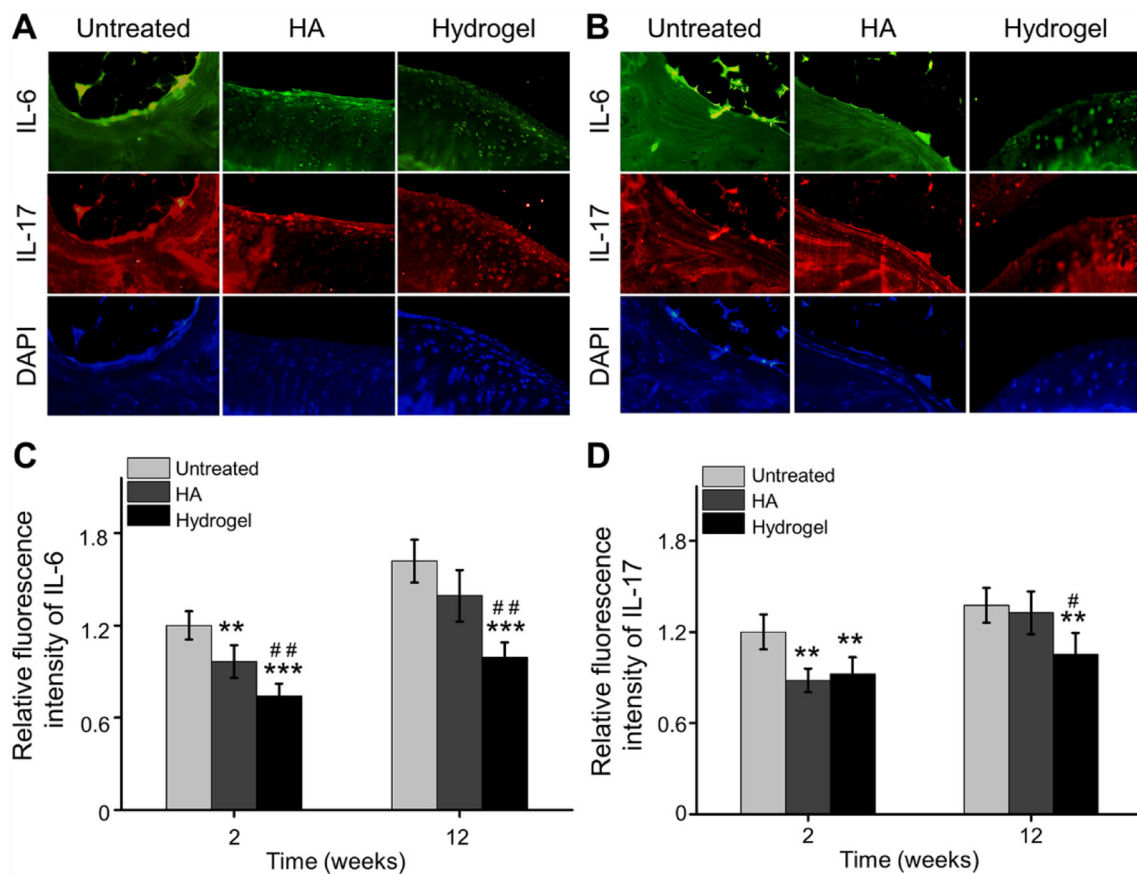 A
Untreated
HA
Hydrogel
IL-6
IL-17
DAPI
B
Untreated
HA
Hydrogel
IL-6
IL-17
DAPI
C
Untreated
HA
Hydrogel
Relative fluorescence
intensity of IL-6
1.8
1.2
0.6
0
**
# #
***
# #
***
2
12
Time (weeks)
D
Untreated
HA
Hydrogel
Relative fluorescence
intensity of IL-17
1.8
1.2
0.6
0
**
**
#
**
2
12
Time (weeks)